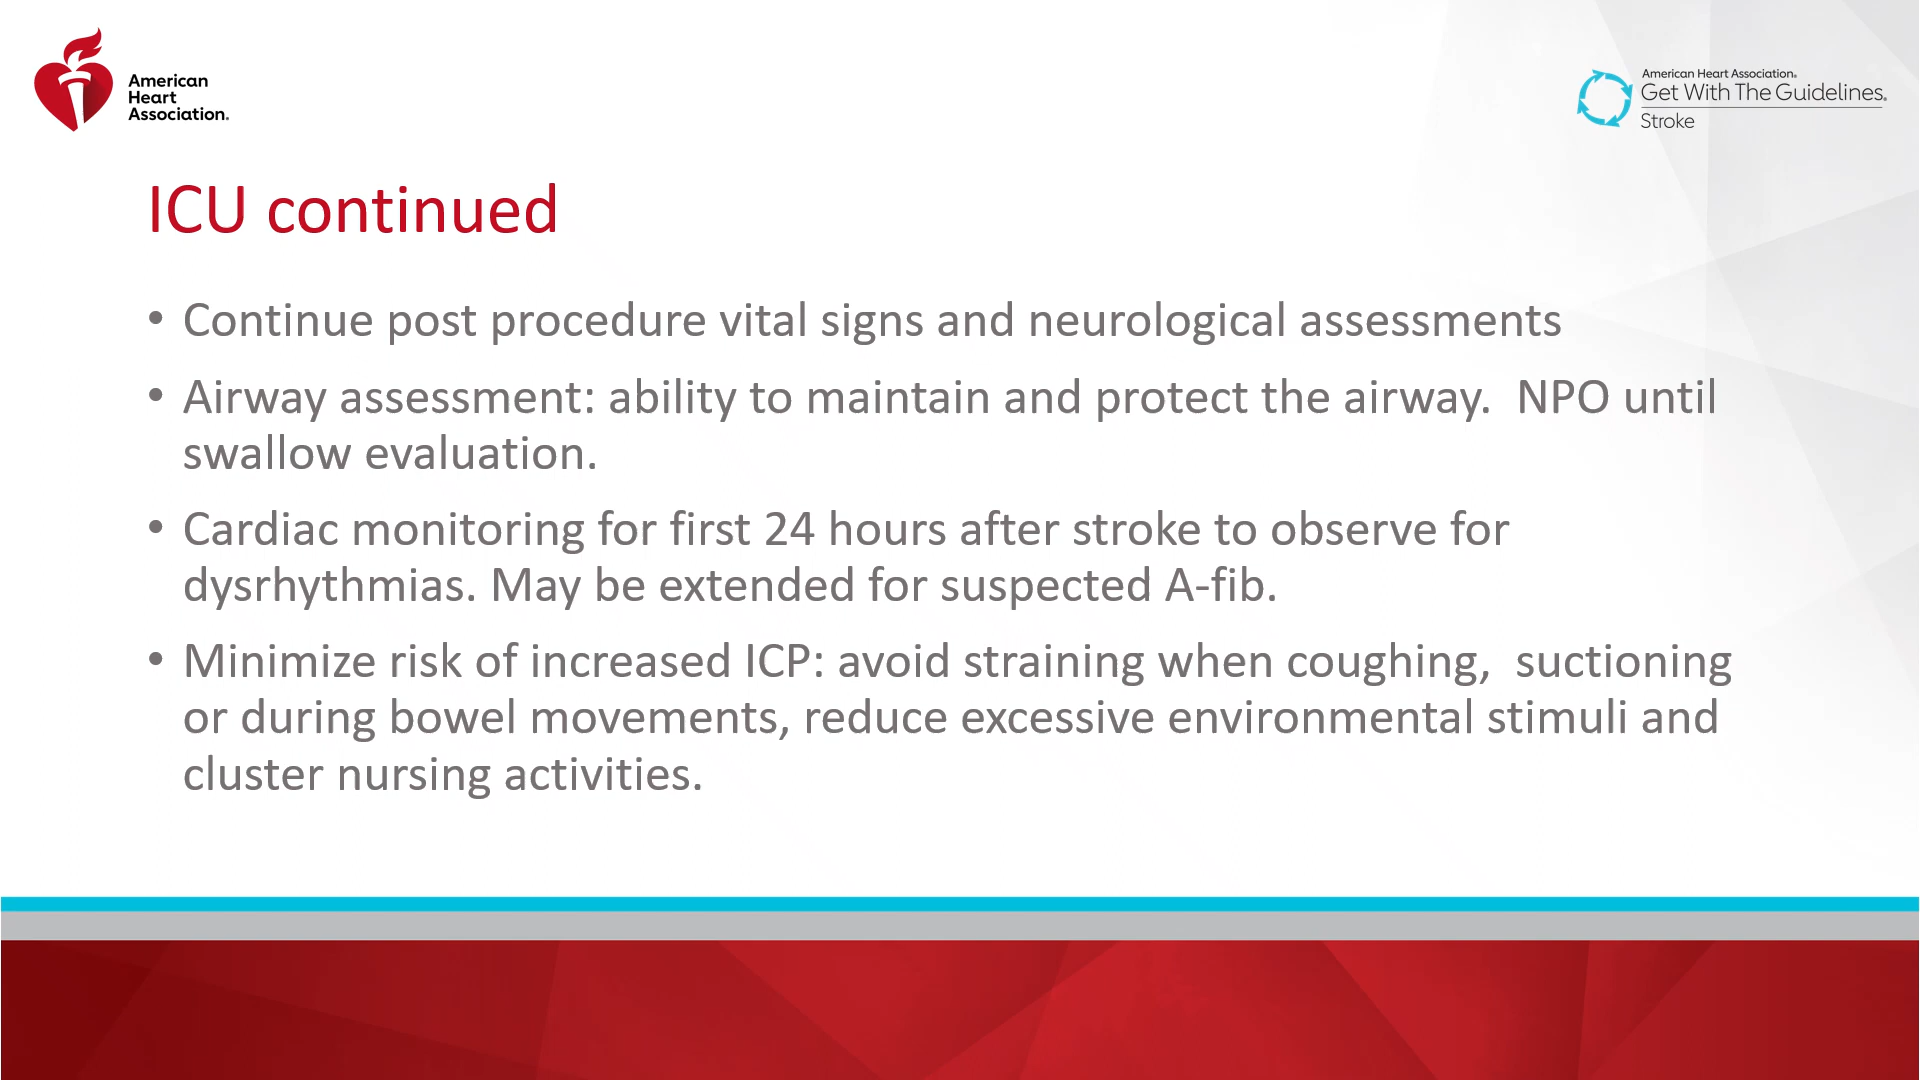 American
Heart
Association.
American Heart Association.
Get With The Guidelines.
Stroke
ICU continued
• Continue post procedure vital signs and neurological assessments
• Airway assessment: ability to maintain and protect the airway.  NPO until
swallow evaluation.
• Cardiac monitoring for first 24 hours after stroke to observe for
dysrhythmias. May be extended for suspected A-fib.
• Minimize risk of increased ICP: avoid straining when coughing,  suctioning
or during bowel movements, reduce excessive environmental stimuli and
cluster nursing activities.